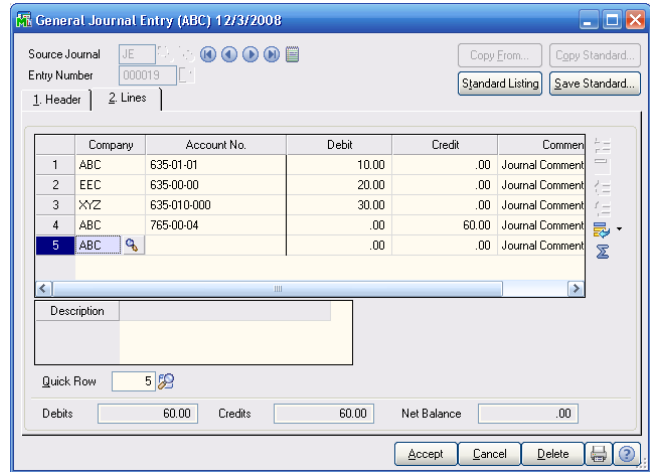 General Journal Entry (ABC) 12/3/2008
Source Journal JE Copy From... Copy Standard...
Entry Number 000019 Standard Listing Save Standard...
1. Header 2. Lines
Company Account No. Debit Credit Commen
1 ABC 635-01-01 10.00 .00 Journal Comment
2 EEC 635-00-00 20.00 .00 Journal Comment
3 XYZ 635-010-000 30.00 .00 Journal Comment
4 ABC 765-00-04 .00 60.00 Journal Comment
5 ABC .00 .00 Journal Comment
Description
Quick Row 5
Debits 60.00 Credits 60.00 Net Balance .00
Accept Cancel Delete